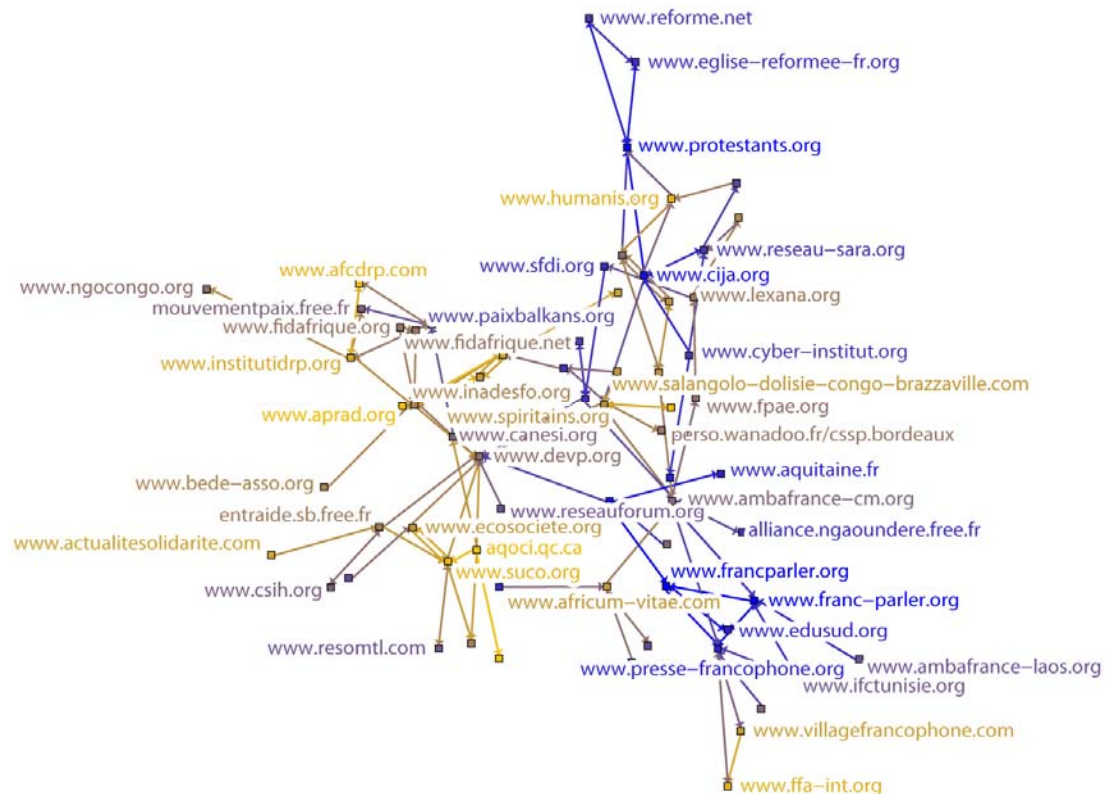 www.reforme.net
www.eglise−reformee−fr.org
www.protestants.org
www.humanis.org
www.reseau−sara.org
www.sfdi.org
www.afcdrp.com
www.cija.org
www.ngocongo.org
www.lexana.org
mouvementpaix.free.fr
www.paixbalkans.org
www.fidafrique.org
www.fidafrique.net
www.cyber−institut.org
www.institutidrp.org
www.salangolo−dolisie−congo−brazzaville.com
www.inadesfo.org
www.fpae.org
www.aprad.org
www.spiritains.org
www.canesi.org
perso.wanadoo.fr/cssp.bordeaux
www.devp.org
www.aquitaine.fr
www.bede−asso.org
www.ambafrance−cm.org
www.reseauforum.org
entraide.sb.free.fr
www.ecosociete.org
alliance.ngaoundere.free.fr
www.actualitesolidarite.com
aqoci.qc.ca
www.suco.org
www.francparler.org
www.csih.org
www.africum−vitae.com
www.franc−parler.org
www.edusud.org
www.resomtl.com
www.presse−francophone.org
www.ambafrance−laos.org
www.ifctunisie.org
www.villagefrancophone.com
www.ffa−int.org